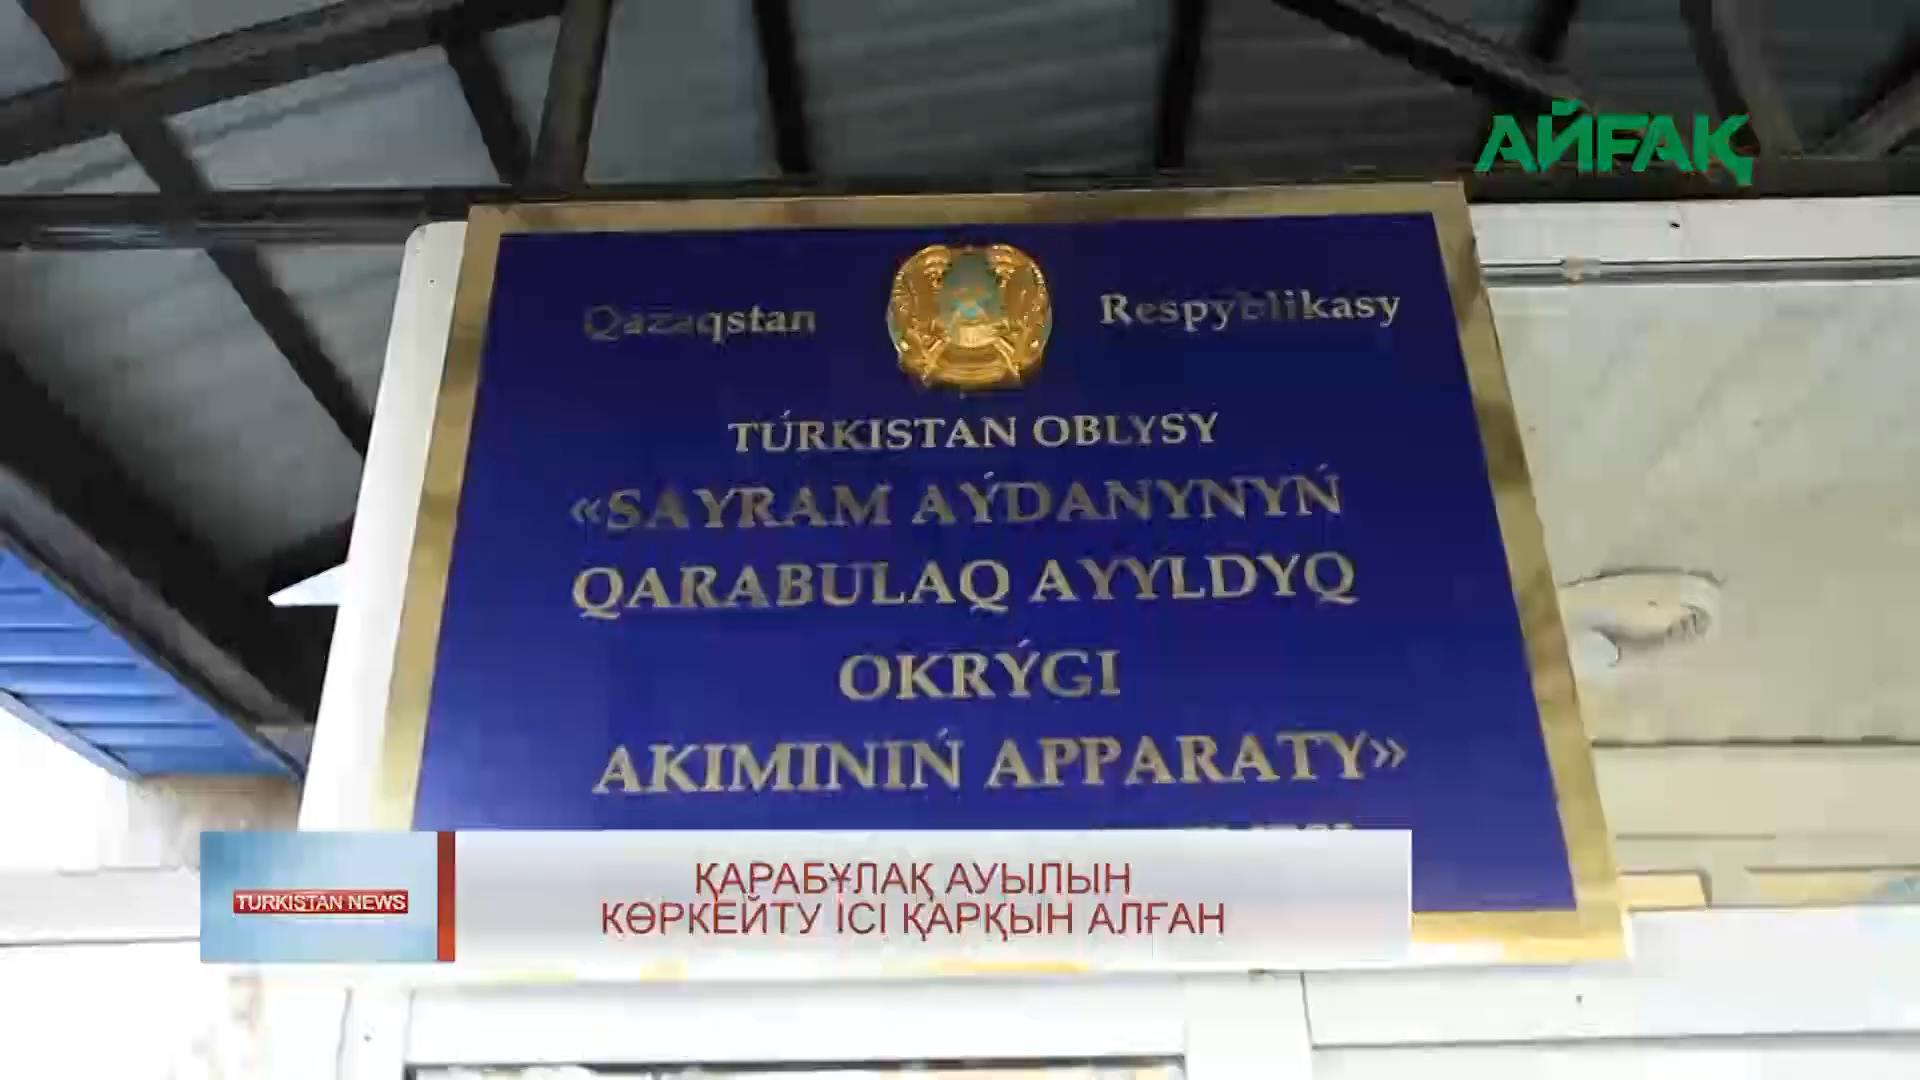 АЙҒАҚ
Qazaqstan Respyblikasy
TÚRKISTAN OBLYSY
«SAYRAM AÝDANYNYŃ
QARABULAQ AYYLDYQ
OKRÝGI
AKIMINIŃ APPARATY»
TURKISTAN NEWS
ҚАРАБҰЛАҚ АУЫЛЫН
КӨРКЕЙТУ ІСІ ҚАРҚЫН АЛҒАН